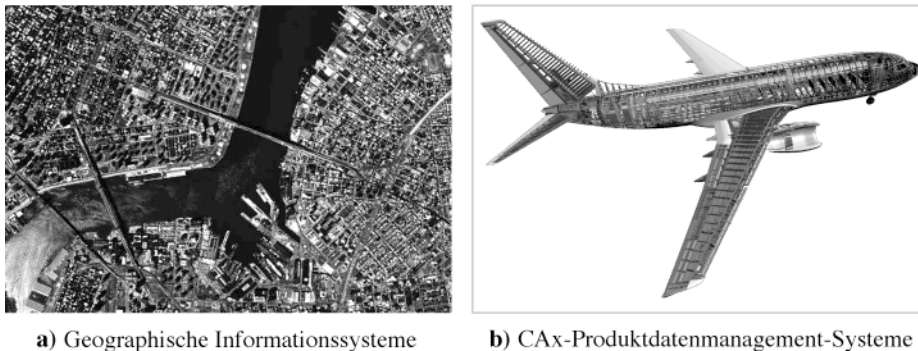 a) Geographische Informationssysteme
b) CAx-Produktdatenmanagement-Systeme